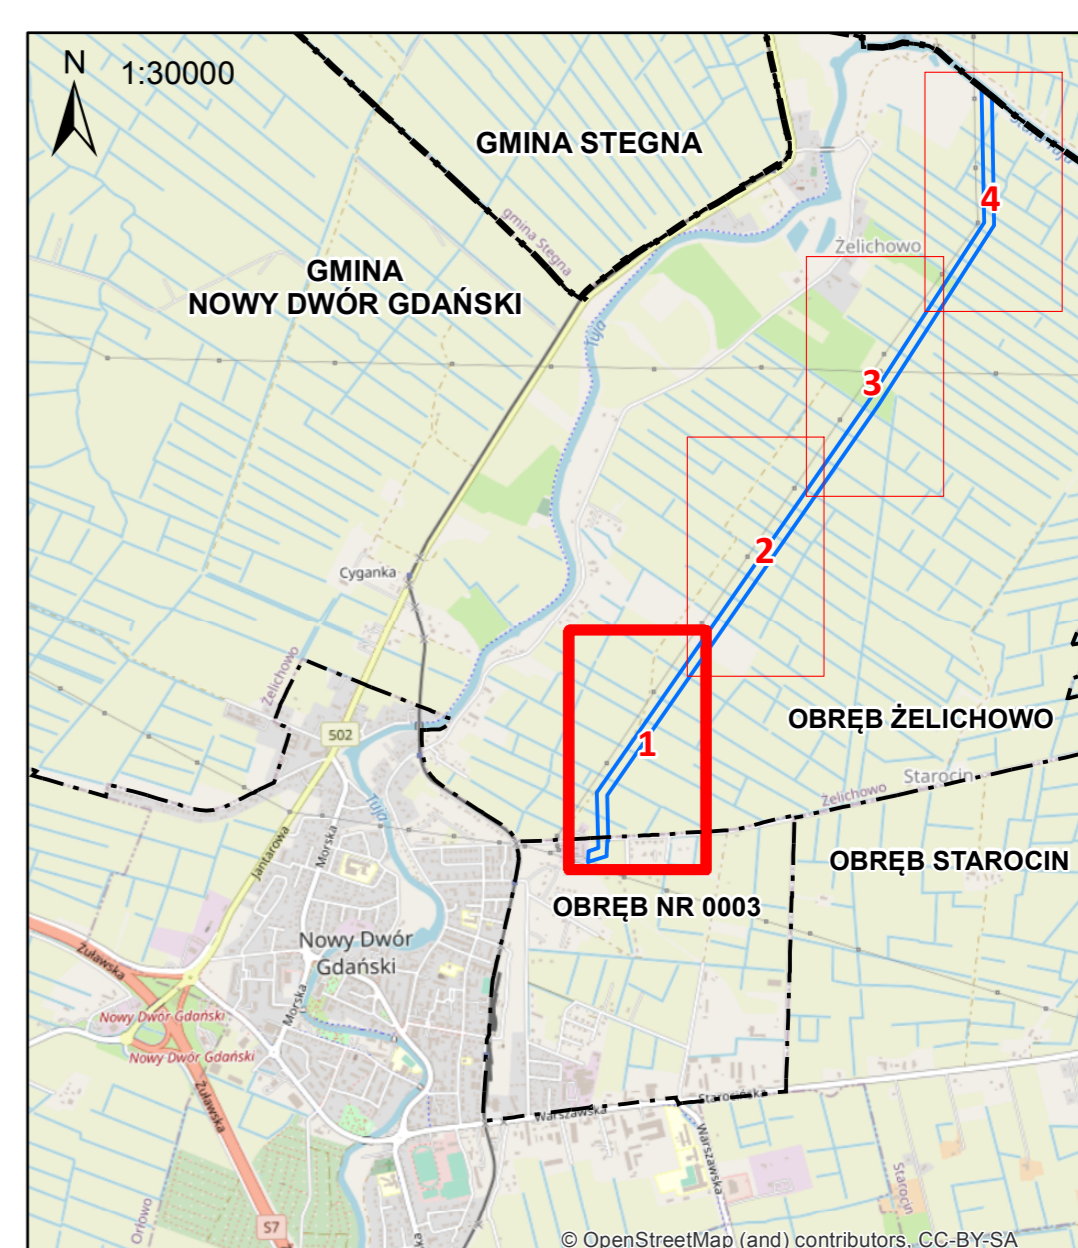 N
1:30000
GMINA STEGNA
gmina Stegna
GMINA
NOWY DWÓR GDAŃSKI
Tuja
Żelichowo
4
3
2
1
Tuja
Cyganka
Żelichowo
502
OBRĘB ŻELICHOWO
Starocin
Żelichowo
OBRĘB STAROCIN
OBRĘB NR 0003
Tuja
Morska
Jantarowa
Nowy Dwór
Gdański
Żuławska
Morska
Nowy Dwór Gdański
Nowy Dwór Gdański
Żuławska
Warszawska
Starocińska
Warszawska
Starocin
Orłowo
S7
© OpenStreetMap (and) contributors, CC-BY-SA